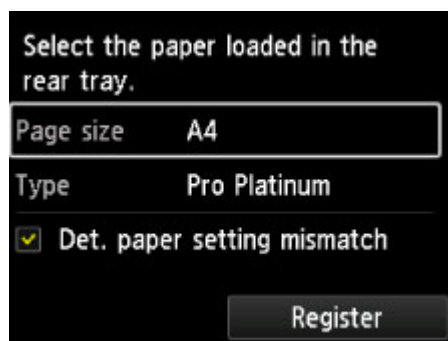 Select the paper loaded in the
rear tray.
Page size A4
Type Pro Platinum
Det. paper setting mismatch
Register